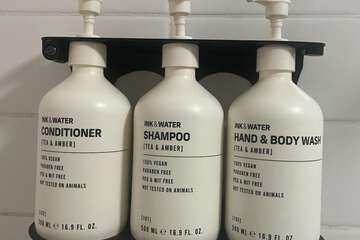 INK & WATER
CONDITIONER
[TEA & AMBER]
100% VEGAN
PARABEN FREE
PEG & MIT FREE
NOT TESTED ON ANIMALS
[101]
500 ML ℮ 16.9 FL. OZ.
INK & WATER
SHAMPOO
[TEA & AMBER]
100% VEGAN
PARABEN FREE
PEG & MIT FREE
NOT TESTED ON ANIMALS
[101]
500 ML ℮ 16.9 FL. OZ.
INK & WATER
HAND & BODY WASH
[TEA & AMBER]
100% VEGAN
PARABEN FREE
PEG & MIT FREE
NOT TESTED ON ANIMALS
[101]
500 ML ℮ 16.9 FL. OZ.